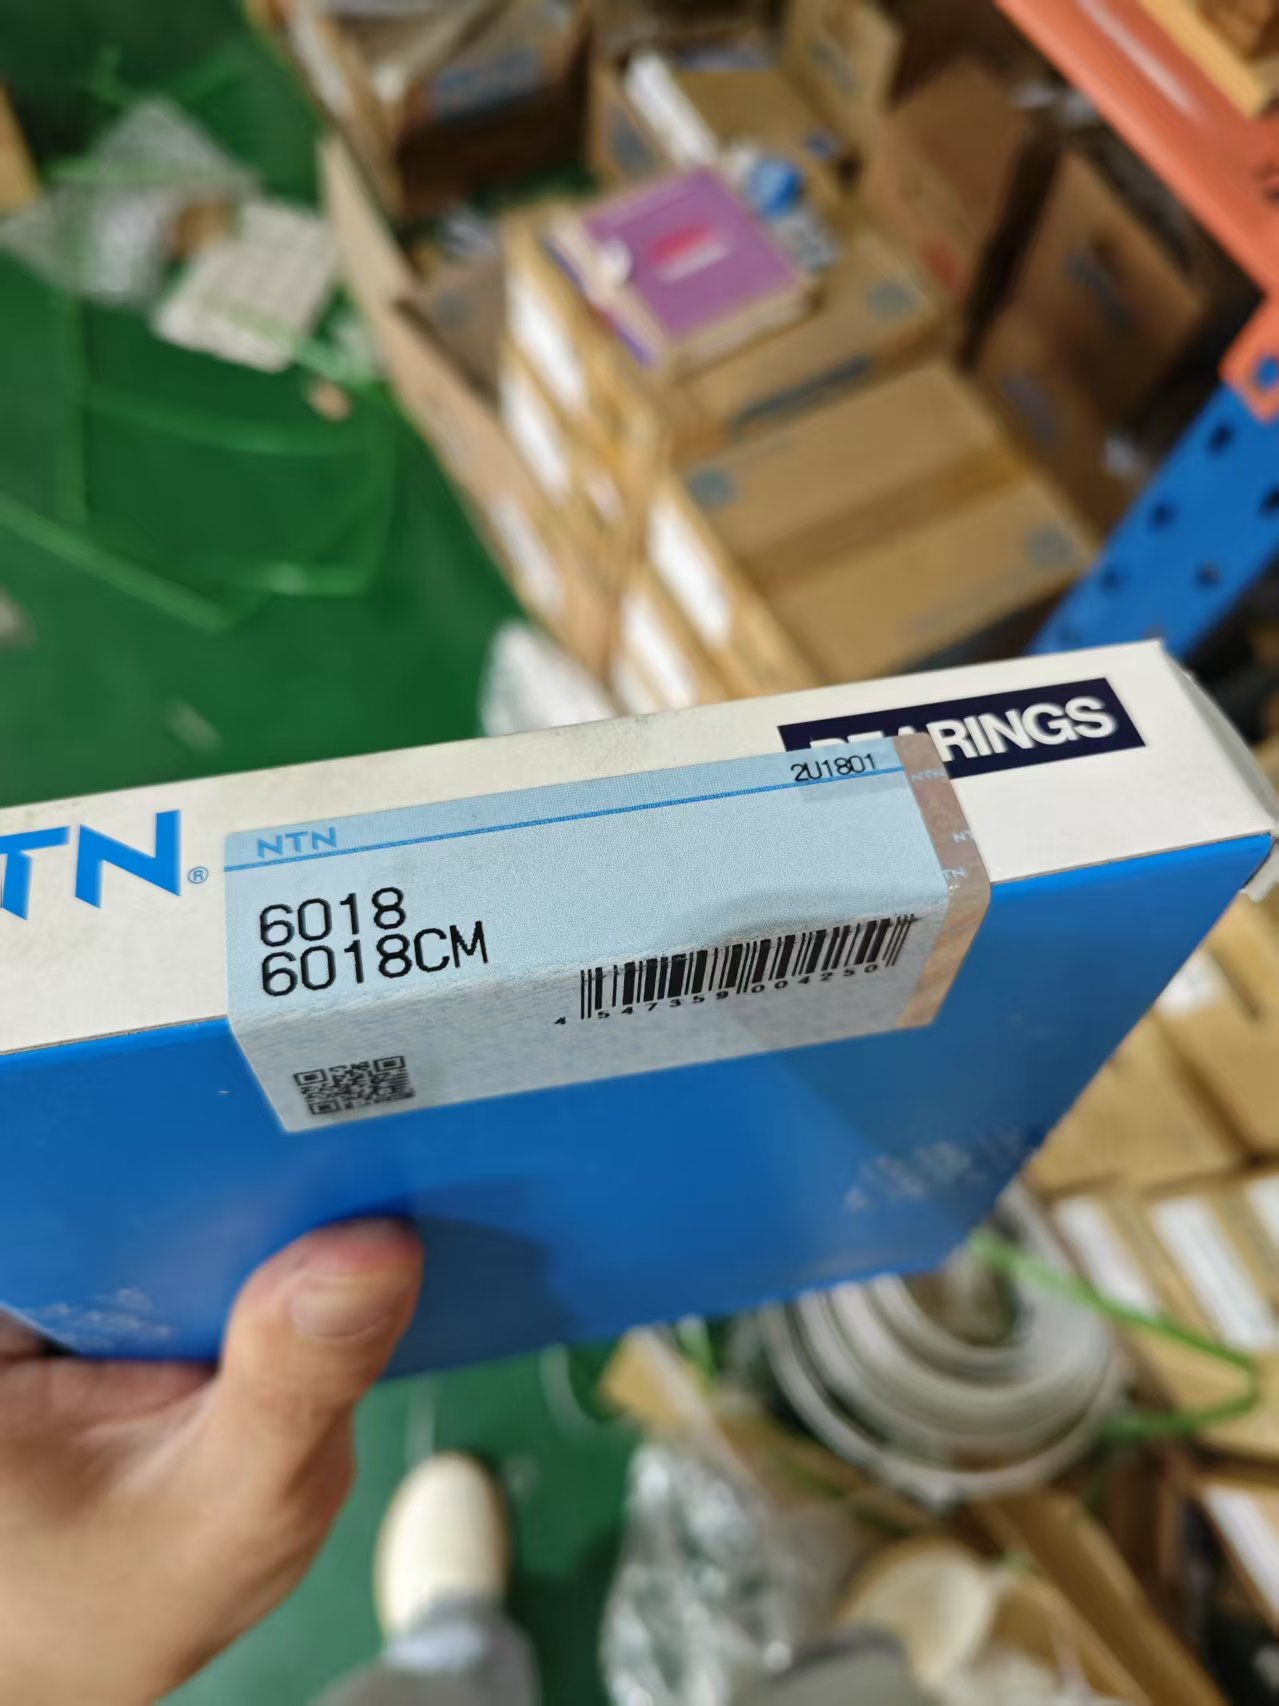 BEARINGS
TN®
NTN
2U1801
6018
6018CM
4 547359 004250
NTN